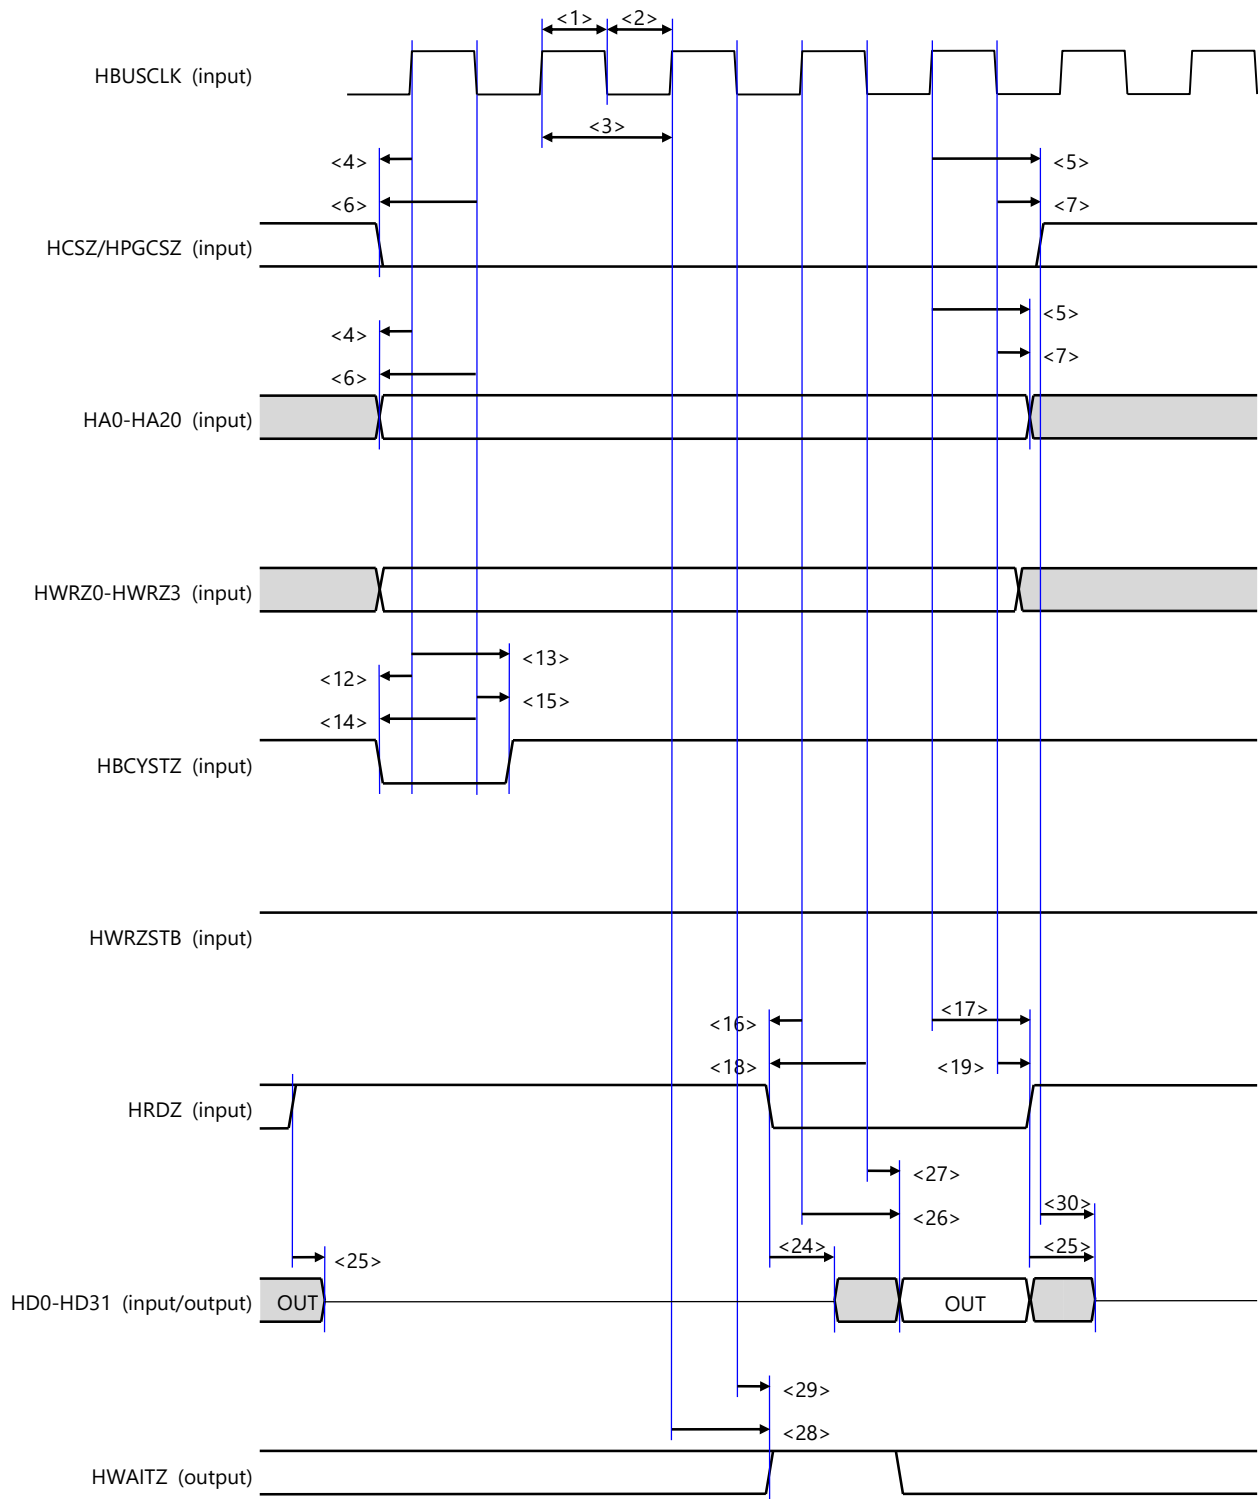 <1>
<2>
HBUSCLK (input)
<3>
<4>
<5>
<6>
<7>
HCSZ/HPGCSZ (input)
<5>
<4>
<7>
<6>
HA0-HA20 (input)
HWRZ0-HWRZ3 (input)
<13>
<12>
<15>
<14>
HBCYSTZ (input)
HWRZSTB (input)
<17>
<16>
<18>
<19>
HRDZ (input)
<27>
<30>
<26>
<24>
<25>
<25>
HD0-HD31 (input/output)
OUT
OUT
<29>
<28>
HWAITZ (output)